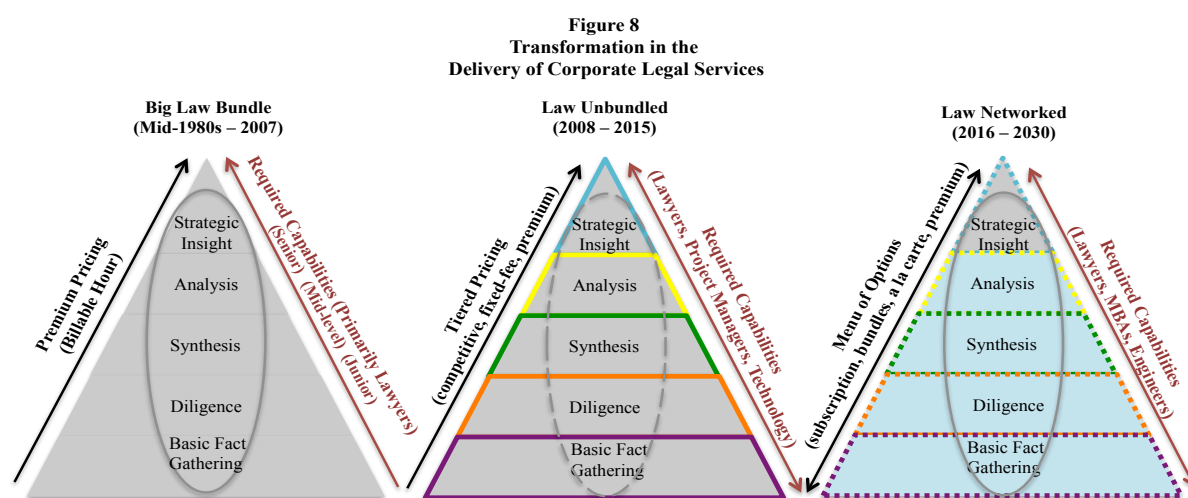 Figure 8
Transformation in the
Delivery of Corporate Legal Services
Big Law Bundle
(Mid-1980s – 2007)
Premium Pricing
(Billable Hour)
Strategic
Insight
Analysis
Synthesis
Diligence
Basic Fact
Gathering
Required Capabilities (Primarily Lawyers)
(Senior) (Mid-level) (Junior)
Law Unbundled
(2008 – 2015)
Tiered Pricing
(competitive, fixed-fee, premium)
Strategic
Insight
Analysis
Synthesis
Diligence
Basic Fact
Gathering
Required Capabilities
(Lawyers, Project Managers, Technology)
Law Networked
(2016 – 2030)
Menu of Options
(subscription, bundles, a la carte, premium)
Strategic
Insight
Analysis
Synthesis
Diligence
Basic Fact
Gathering
Required Capabilities
(Lawyers, MBAs, Engineers)